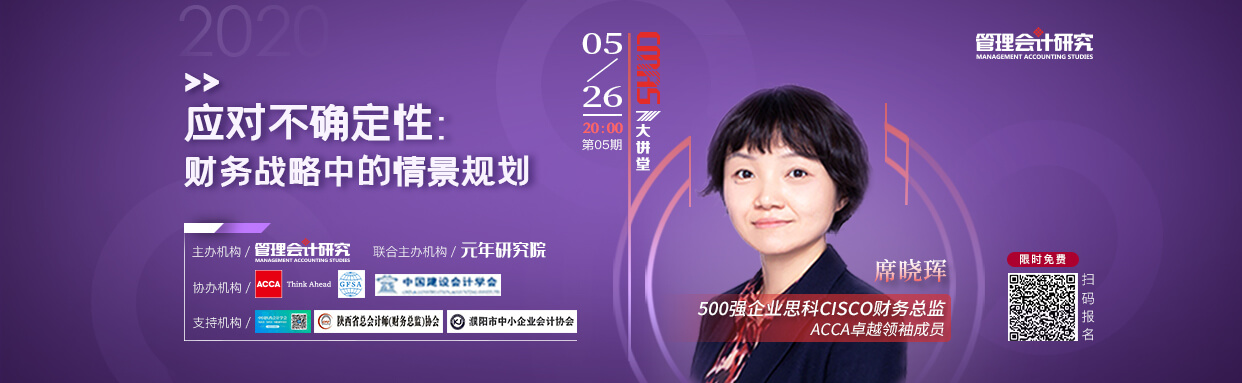 2020
>>
应对不确定性:
财务战略中的情景规划
主办机构 / 管理会计研究
MANAGEMENT ACCOUNTING STUDIES
联合主办机构 / 元年研究院
协办机构 / ACCA Think Ahead GFSA 中国建设会计学会
支持机构 / 陕西省总会计师(财务总监)协会 濮阳市中小企业会计协会
05
26
20:00
第05期
大讲堂
管理会计研究
MANAGEMENT ACCOUNTING STUDIES
席晓珲
500强企业思科CISCO财务总监
ACCA卓越领袖成员
限时免费
扫码报名